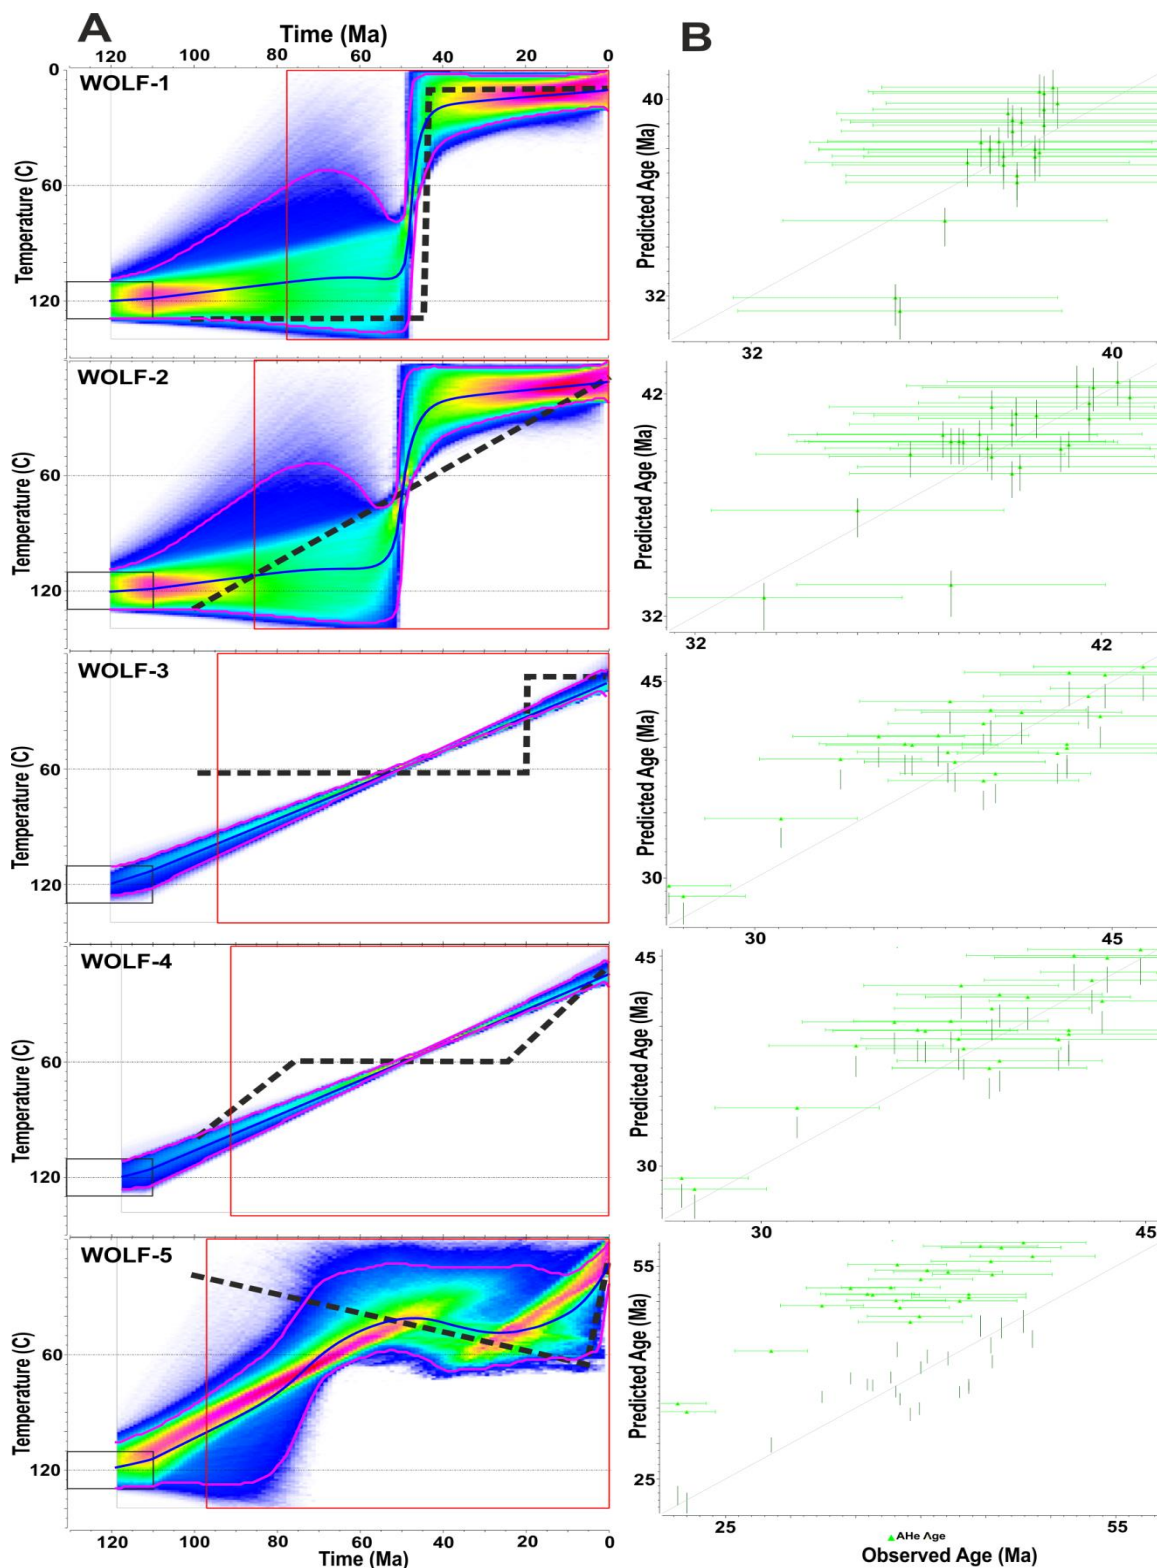 A
B
Time (Ma)
120 100 80 60 40 20 0
WOLF-1
0
60
120
Temperature (C)
40
32
Predicted Age (Ma)
32 40
WOLF-2
60
120
Temperature (C)
42
32
Predicted Age (Ma)
32 42
WOLF-3
60
120
Temperature (C)
45
30
Predicted Age (Ma)
30 45
WOLF-4
60
120
Temperature (C)
45
30
Predicted Age (Ma)
30 45
WOLF-5
60
120
Temperature (C)
55
25
Predicted Age (Ma)
25 55
120 100 80 60 40 20 0
Time (Ma)
AHe Age
Observed Age (Ma)